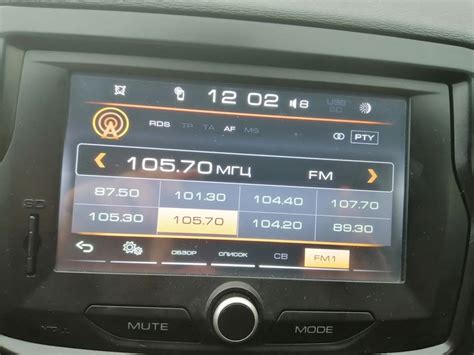 12 02 8 USB SD
RDS TP TA AF MS PTY
105.70 МГЦ FM
87.50 101.30 104.40 107.70
105.30 105.70 104.20 89.30
ОБЗОР СПИСОК СВ FM1
MUTE MODE